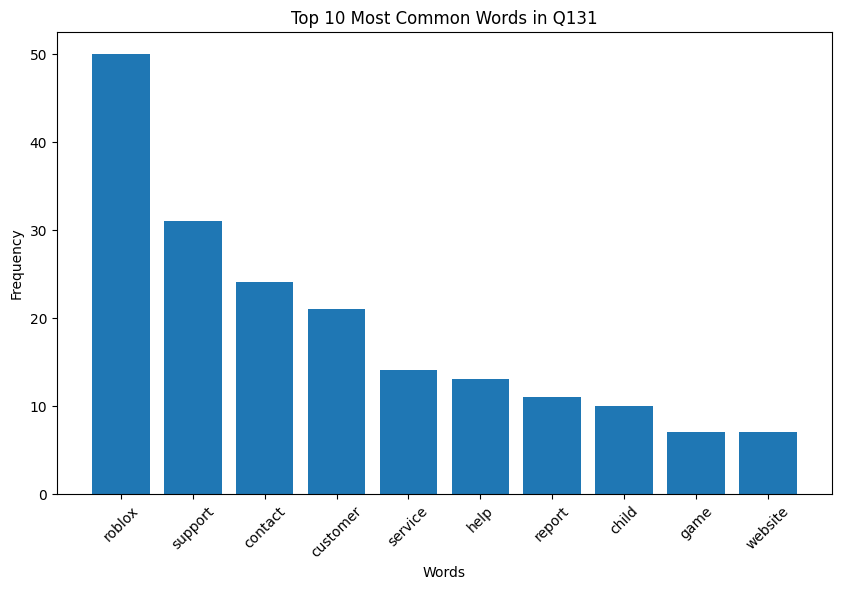 Top 10 Most Common Words in Q131
50
40
30
20
10
0
Frequency
roblox
support
contact
customer
service
help
report
child
game
website
Words